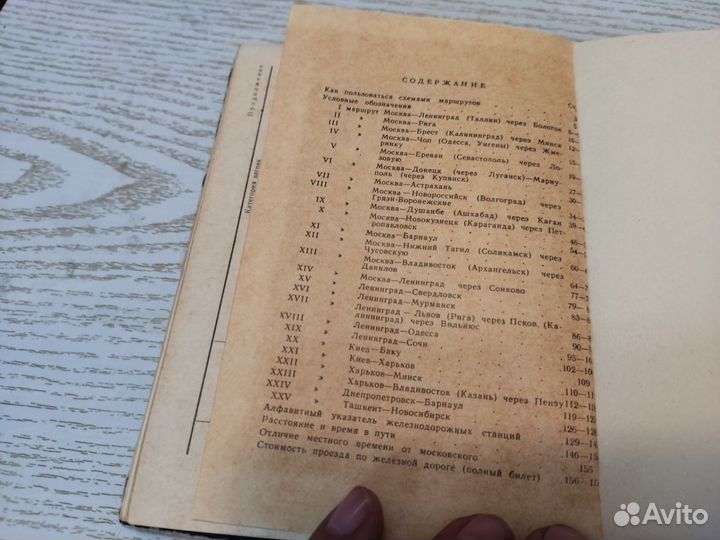 Продолжение
Категория вагона
СОДЕРЖАНИЕ
Как пользоваться схемами маршрутов
Условные обозначения
I маршрут Москва—Ленинград (Таллин) через Бологое
II » Москва—Рига
III » Москва—Брест (Калининград) через Минск
IV » Москва—Чоп (Одесса, Унгены) через Жме-
ринку
V » Москва—Ереван (Севастополь) через Ло-
зовую
VI » Москва—Донецк (через Луганск)—Мариу-
поль (через Купянск)
VII » Москва—Астрахань
VIII » Москва—Новороссийск (Волгоград) через
Грязи-Воронежские
IX » Москва—Душанбе (Ашхабад) через Каган
X » Москва—Новокузнецк (Караганда) через Пет-
ропавловск
XI » Москва—Барнаул
XII » Москва—Нижний Тагил (Соликамск) через
Чусовскую
XIII » Москва—Владивосток (Архангельск) через
Данилов
XIV » Москва—Ленинград через Сонково
XV » Ленинград—Свердловск
XVI » Ленинград—Мурманск
XVII » Ленинград—Львов (Рига) через Псков, (Ка-
лининград) через Вильнюс
XVIII » Ленинград—Одесса
XIX » Ленинград—Сочи
XX » Киев—Баку
XXI » Киев—Харьков 109
XXII » Харьков—Минск
XXIII » Харьков—Владивосток (Казань) через Пензу
XXIV » Днепропетровск—Барнаул
XXV » Ташкент—Новосибирск
Алфавитный указатель железнодорожных станций
Расстояние и время в пути
Отличие местного времени от московского 155
Стоимость проезда по железной дороге (полный билет)
Avito